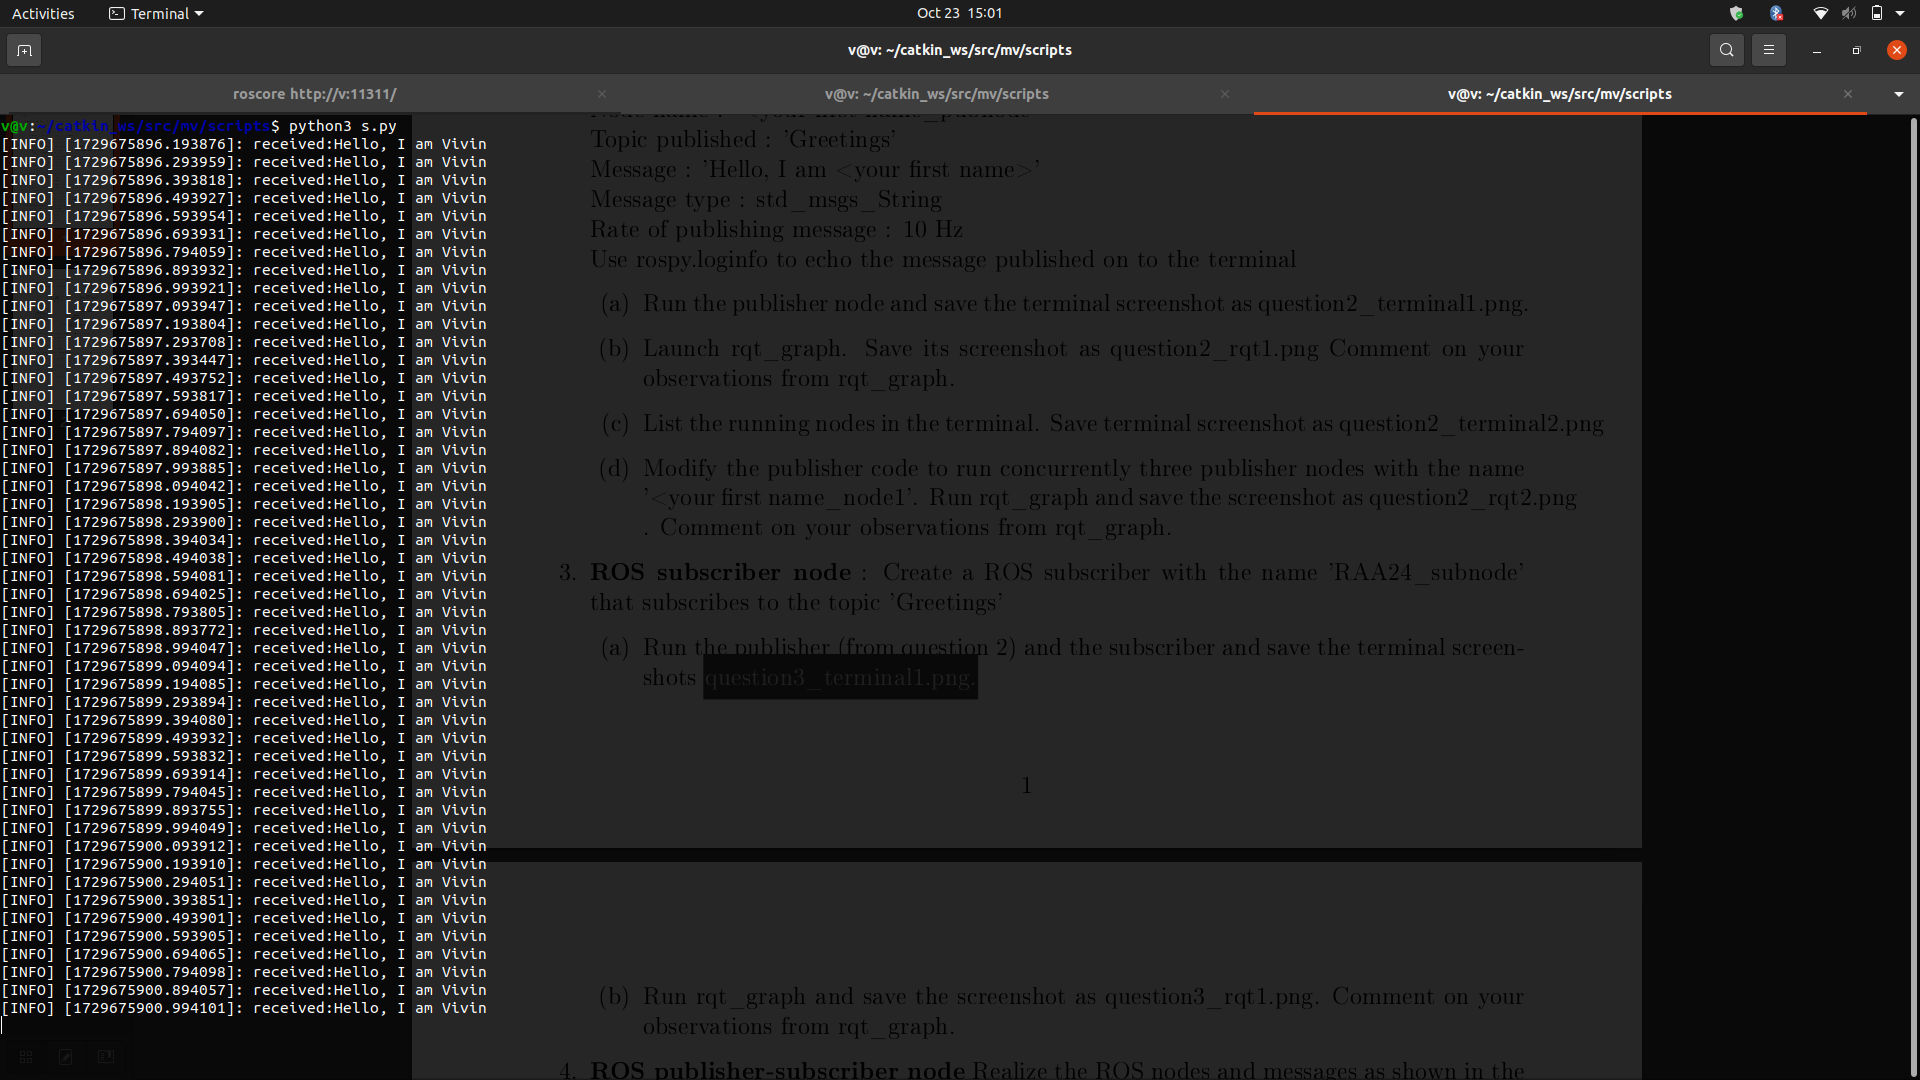 Activities
Terminal
Oct 23 15:01
v@v: ~/catkin_ws/src/mv/scripts
roscore http://v:11311/
v@v: ~/catkin_ws/src/mv/scripts
v@v: ~/catkin_ws/src/mv/scripts
v@v:~/catkin_ws/src/mv/scripts$ python3 s.py
[INFO] [1729675896.193876]: received:Hello, I am Vivin
[INFO] [1729675896.293959]: received:Hello, I am Vivin
[INFO] [1729675896.393818]: received:Hello, I am Vivin
[INFO] [1729675896.493927]: received:Hello, I am Vivin
[INFO] [1729675896.593954]: received:Hello, I am Vivin
[INFO] [1729675896.693931]: received:Hello, I am Vivin
[INFO] [1729675896.794059]: received:Hello, I am Vivin
[INFO] [1729675896.893932]: received:Hello, I am Vivin
[INFO] [1729675896.993921]: received:Hello, I am Vivin
[INFO] [1729675897.093947]: received:Hello, I am Vivin
[INFO] [1729675897.193804]: received:Hello, I am Vivin
[INFO] [1729675897.293708]: received:Hello, I am Vivin
[INFO] [1729675897.393447]: received:Hello, I am Vivin
[INFO] [1729675897.493752]: received:Hello, I am Vivin
[INFO] [1729675897.593817]: received:Hello, I am Vivin
[INFO] [1729675897.694050]: received:Hello, I am Vivin
[INFO] [1729675897.794097]: received:Hello, I am Vivin
[INFO] [1729675897.894082]: received:Hello, I am Vivin
[INFO] [1729675897.993885]: received:Hello, I am Vivin
[INFO] [1729675898.094042]: received:Hello, I am Vivin
[INFO] [1729675898.193905]: received:Hello, I am Vivin
[INFO] [1729675898.293900]: received:Hello, I am Vivin
[INFO] [1729675898.394034]: received:Hello, I am Vivin
[INFO] [1729675898.494038]: received:Hello, I am Vivin
[INFO] [1729675898.594081]: received:Hello, I am Vivin
[INFO] [1729675898.694025]: received:Hello, I am Vivin
[INFO] [1729675898.793805]: received:Hello, I am Vivin
[INFO] [1729675898.893772]: received:Hello, I am Vivin
[INFO] [1729675898.994047]: received:Hello, I am Vivin
[INFO] [1729675899.094094]: received:Hello, I am Vivin
[INFO] [1729675899.194085]: received:Hello, I am Vivin
[INFO] [1729675899.293894]: received:Hello, I am Vivin
[INFO] [1729675899.394080]: received:Hello, I am Vivin
[INFO] [1729675899.493932]: received:Hello, I am Vivin
[INFO] [1729675899.593832]: received:Hello, I am Vivin
[INFO] [1729675899.693914]: received:Hello, I am Vivin
[INFO] [1729675899.794045]: received:Hello, I am Vivin
[INFO] [1729675899.893755]: received:Hello, I am Vivin
[INFO] [1729675899.994049]: received:Hello, I am Vivin
[INFO] [1729675900.093912]: received:Hello, I am Vivin
[INFO] [1729675900.193910]: received:Hello, I am Vivin
[INFO] [1729675900.294051]: received:Hello, I am Vivin
[INFO] [1729675900.393851]: received:Hello, I am Vivin
[INFO] [1729675900.493901]: received:Hello, I am Vivin
[INFO] [1729675900.593905]: received:Hello, I am Vivin
[INFO] [1729675900.694065]: received:Hello, I am Vivin
[INFO] [1729675900.794098]: received:Hello, I am Vivin
[INFO] [1729675900.894057]: received:Hello, I am Vivin
[INFO] [1729675900.994101]: received:Hello, I am Vivin
Topic published : 'Greetings'
Message : 'Hello, I am <your first name>'
Message type : std_msgs_String
Rate of publishing message : 10 Hz
Use rospy.loginfo to echo the message published on to the terminal
(a) Run the publisher node and save the terminal screenshot as question2_terminal1.png.
(b) Launch rqt_graph. Save its screenshot as question2_rqt1.png Comment on your
observations from rqt_graph.
(c) List the running nodes in the terminal. Save terminal screenshot as question2_terminal2.png
(d) Modify the publisher code to run concurrently three publisher nodes with the name
'<your first name_node1'. Run rqt_graph and save the screenshot as question2_rqt2.png
. Comment on your observations from rqt_graph.
3. ROS subscriber node : Create a ROS subscriber with the name 'RAA24_subnode'
that subscribes to the topic 'Greetings'
(a) Run the publisher (from question 2) and the subscriber and save the terminal screen-
shots question3_terminal1.png.
1
(b) Run rqt_graph and save the screenshot as question3_rqt1.png. Comment on your
observations from rqt_graph.
4. ROS publisher-subscriber node Realize the ROS nodes and messages as shown in the